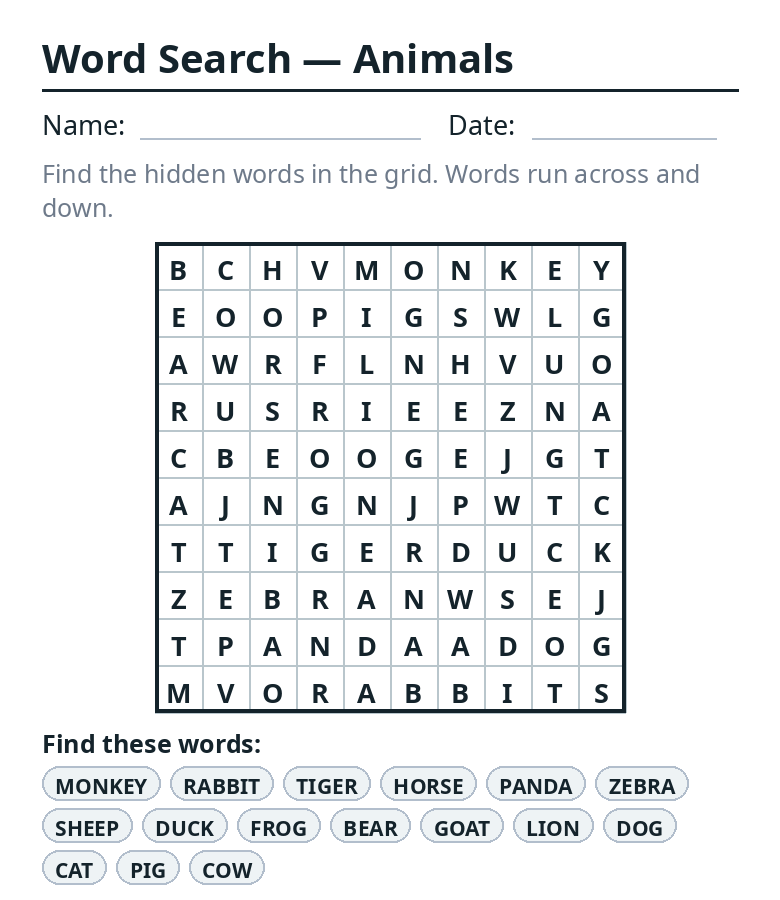 Word Search — Animals
Name: Date:
Find the hidden words in the grid. Words run across and
down.
B C H V M O N K E Y
E O O P I G S W L G
A W R F L N H V U O
R U S R I E E Z N A
C B E O O G E J G T
A J N G N J P W T C
T T I G E R D U C K
Z E B R A N W S E J
T P A N D A A D O G
M V O R A B B I T S
Find these words:
MONKEY RABBIT TIGER HORSE PANDA ZEBRA
SHEEP DUCK FROG BEAR GOAT LION DOG
CAT PIG COW